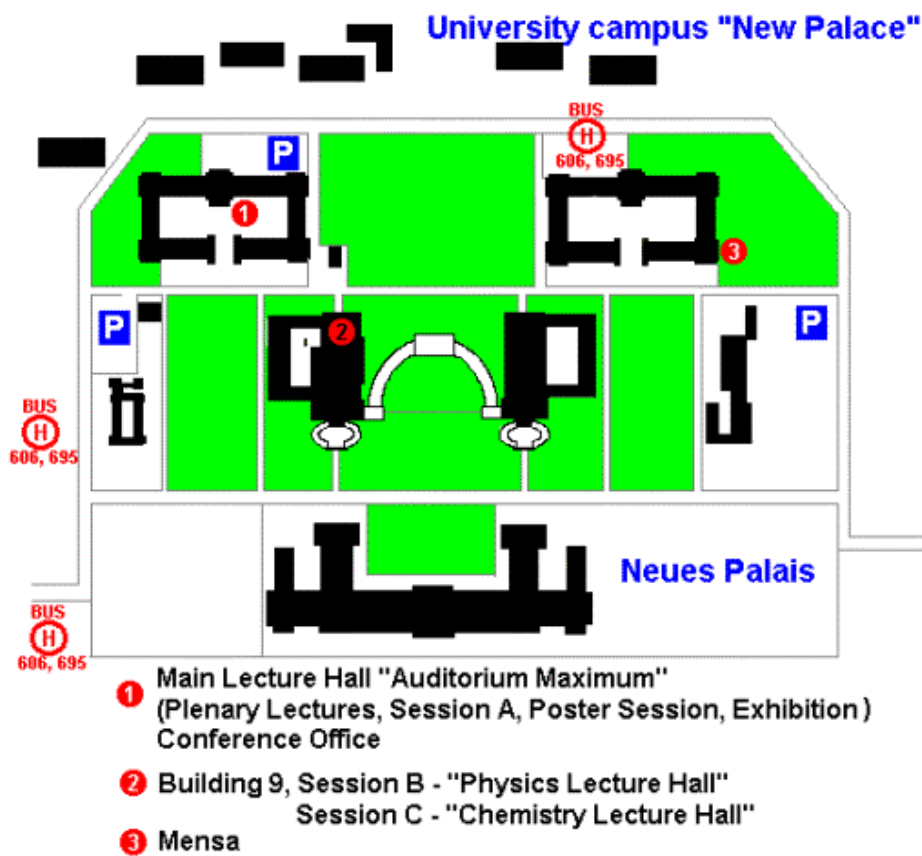 University campus "New Palace"
BUS
H
606, 695
P
1
3
P
2
P
BUS
H
606, 695
Neues Palais
BUS
H
606, 695
1 Main Lecture Hall "Auditorium Maximum"
(Plenary Lectures, Session A, Poster Session, Exhibition)
Conference Office
2 Building 9, Session B - "Physics Lecture Hall"
Session C - "Chemistry Lecture Hall"
3 Mensa